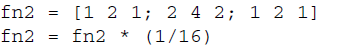 fn2 = [1 2 1; 2 4 2; 1 2 1]
fn2 = fn2 * (1/16)